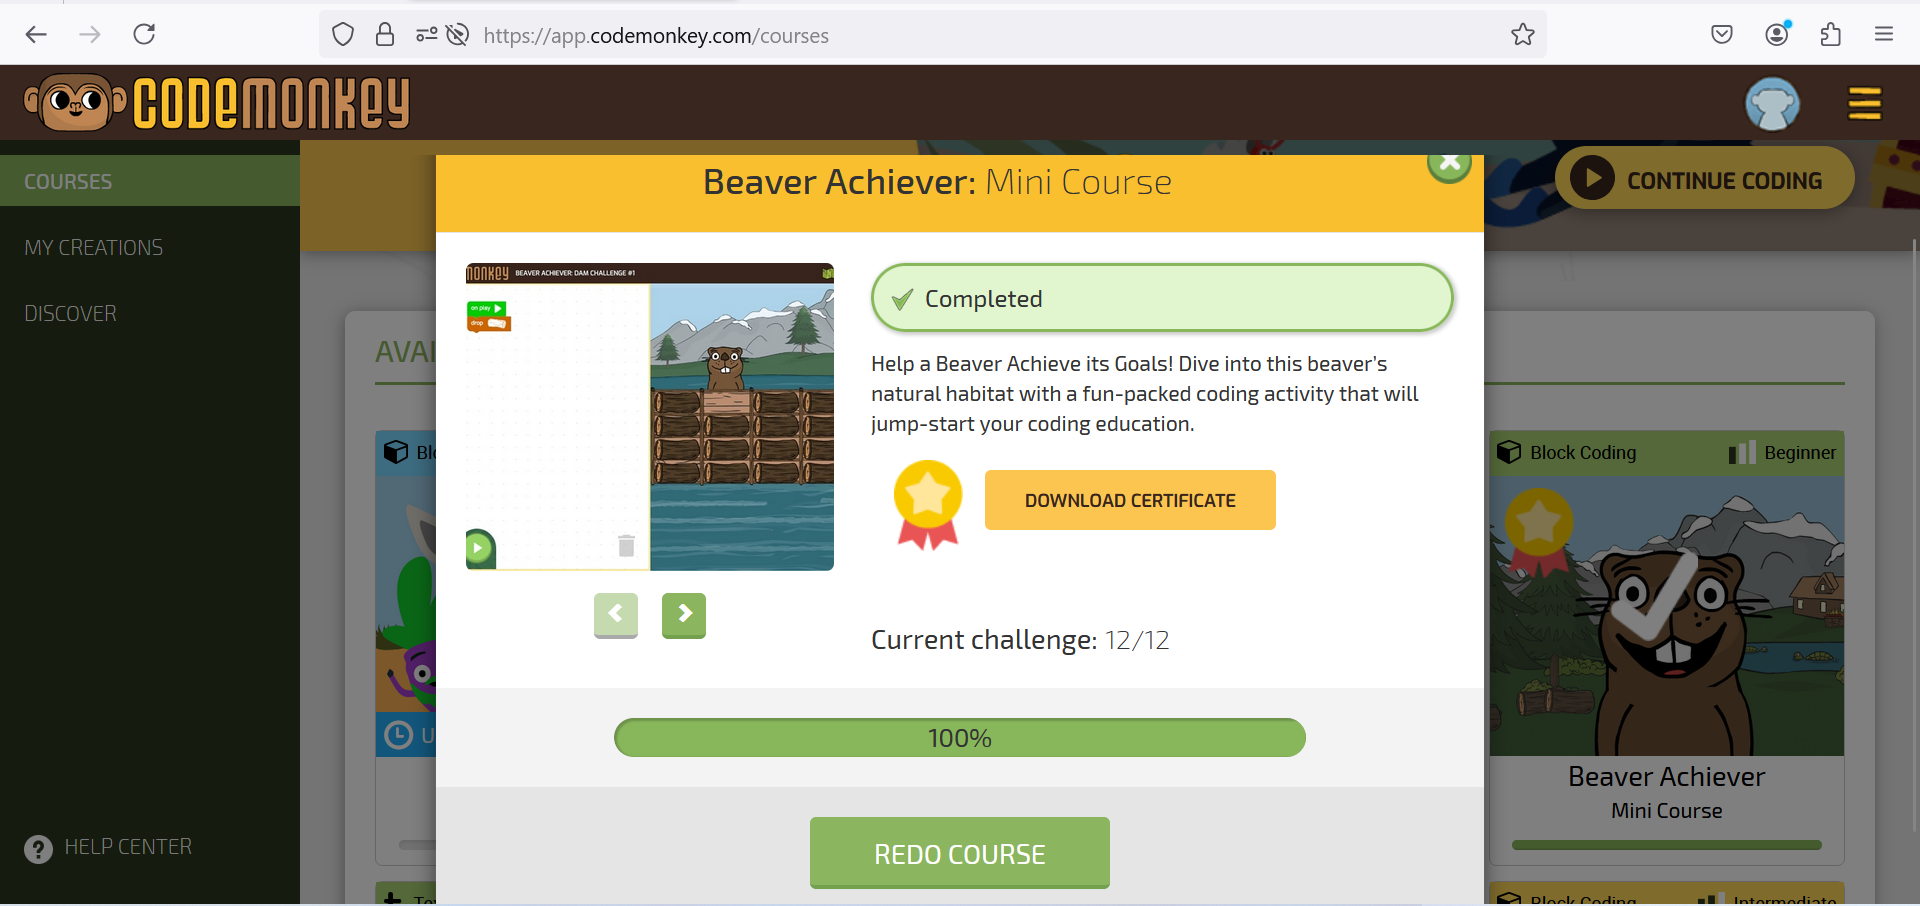 https://app.codemonkey.com/courses
CODEMONKEY
COURSES
MY CREATIONS
DISCOVER
HELP CENTER
CONTINUE CODING
Beaver Achiever: Mini Course
MONKEY BEAVER ACHIEVER: DAM CHALLENGE #1
on play
drop
Completed
Help a Beaver Achieve its Goals! Dive into this beaver's
natural habitat with a fun-packed coding activity that will
jump-start your coding education.
DOWNLOAD CERTIFICATE
Current challenge: 12/12
100%
REDO COURSE
Block Coding Beginner
Beaver Achiever
Mini Course
Block Coding Intermediate